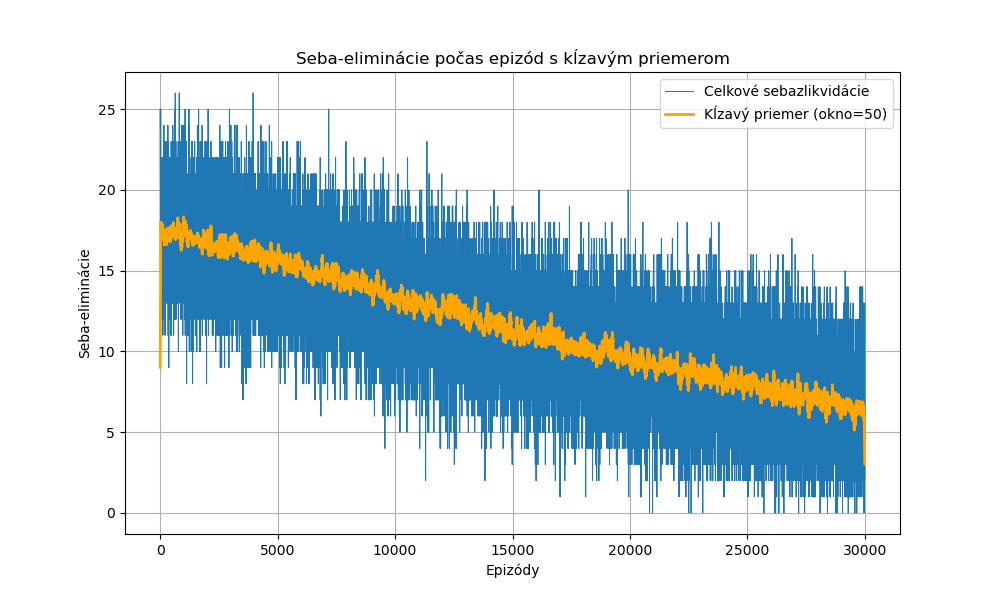 Seba-eliminácie počas epizód s kĺzavým priemerom
Celkové sebazlikvidácie
Kĺzavý priemer (okno=50)
Seba-eliminácie
25
20
15
10
5
0
0 5000 10000 15000 20000 25000 30000
Epizódy